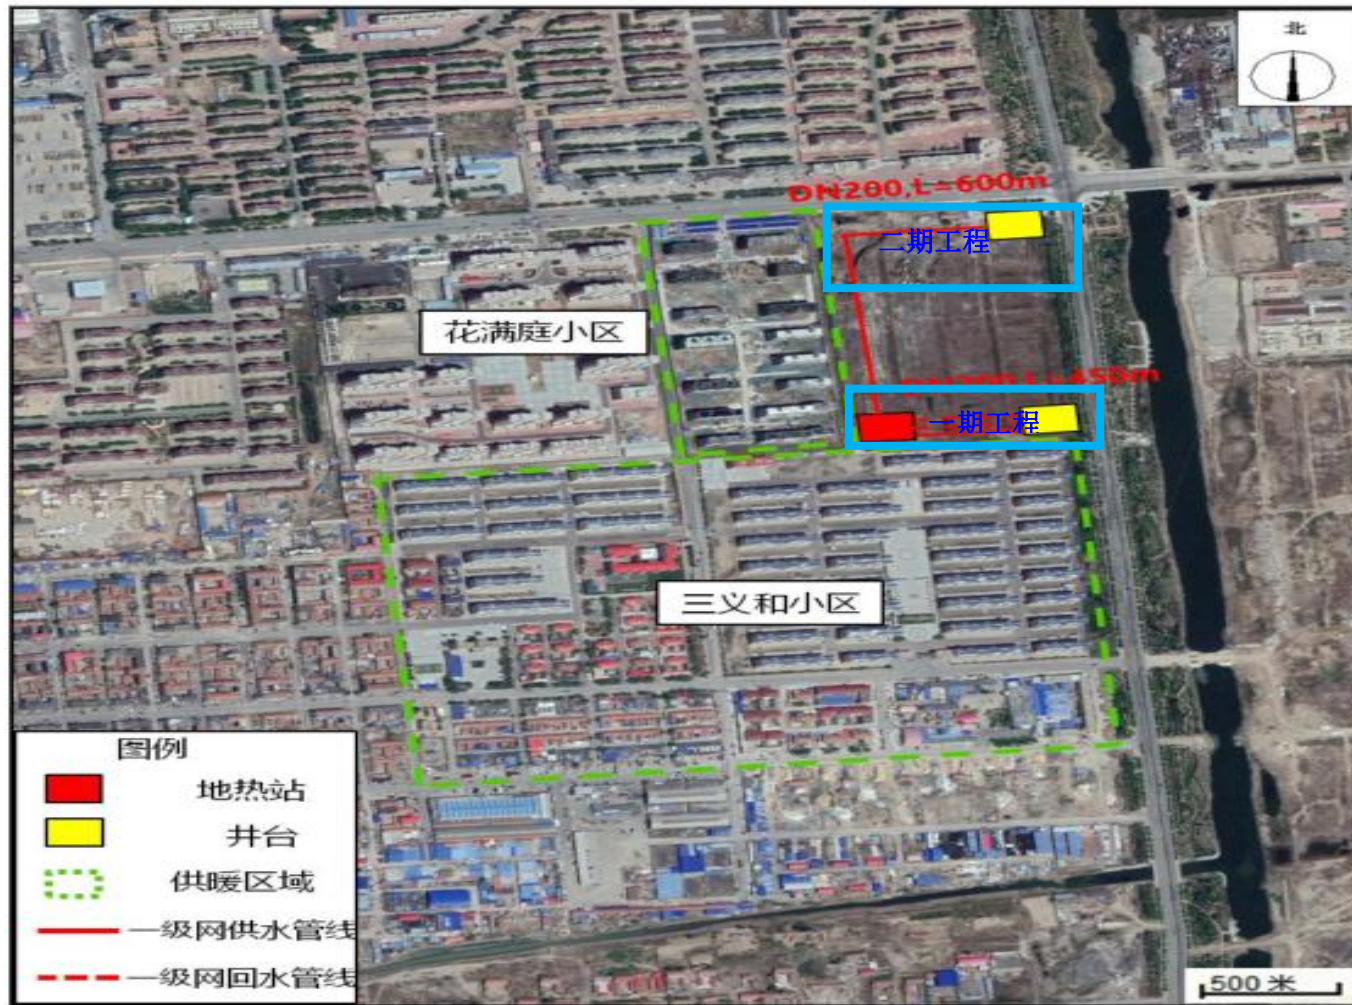 北
DN200,L=600m
二期工程
花满庭小区
DN200,L=450m
一期工程
三义和小区
图例
地热站
井台
供暖区域
一级网供水管线
一级网回水管线
500 米